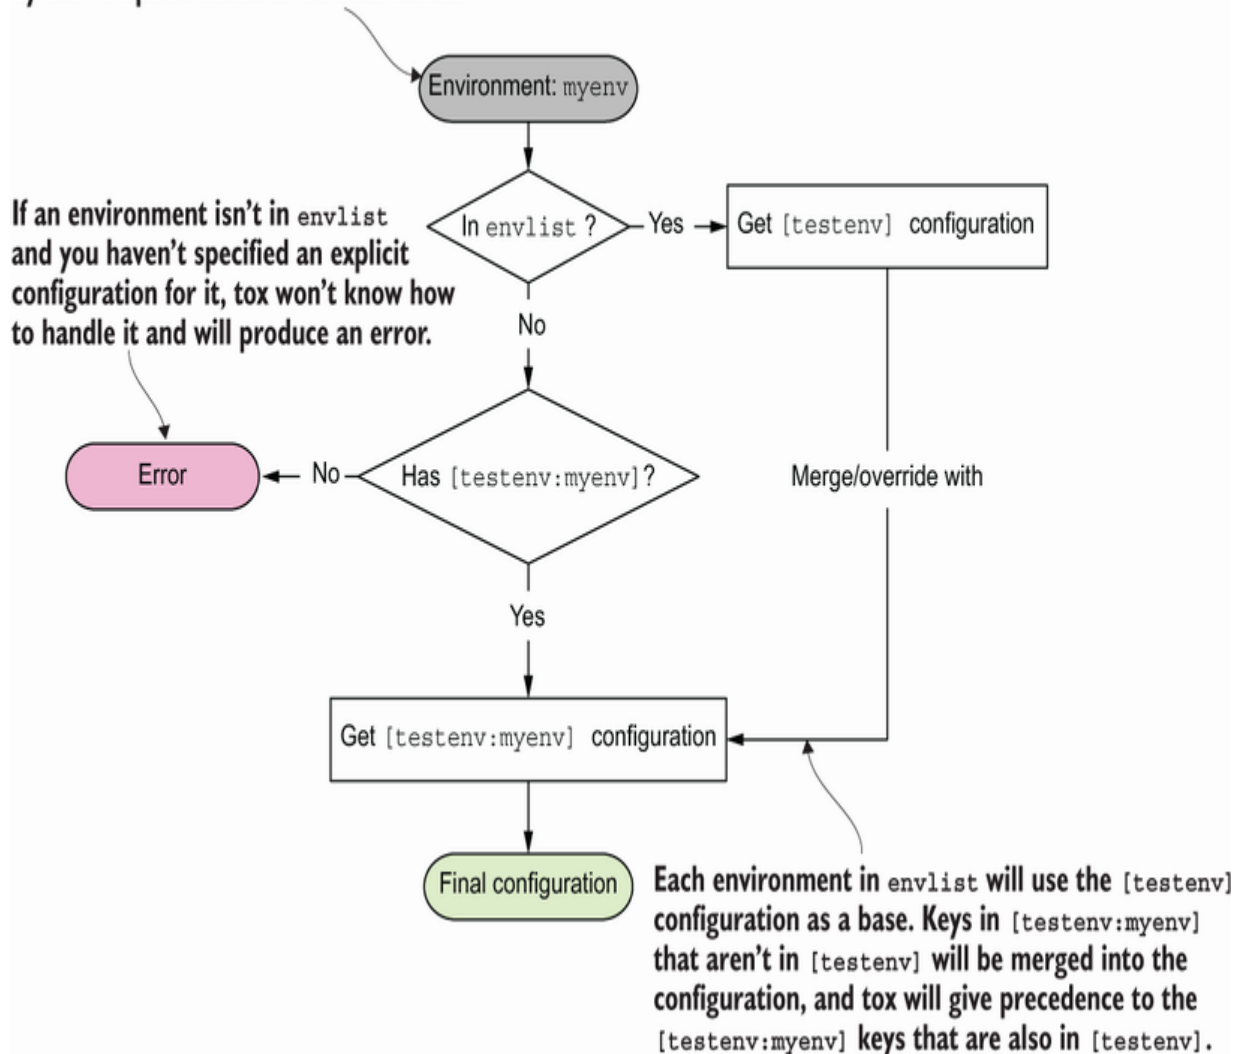 Environment: myenv
In envlist ?
Yes
Get [testenv] configuration
If an environment isn't in envlist
and you haven't specified an explicit
configuration for it, tox won't know how
to handle it and will produce an error.
No
Error
No
Has [testenv:myenv]?
Merge/override with
Yes
Get [testenv:myenv] configuration
Final configuration
Each environment in envlist will use the [testenv]
configuration as a base. Keys in [testenv:myenv]
that aren't in [testenv] will be merged into the
configuration, and tox will give precedence to the
[testenv:myenv] keys that are also in [testenv].